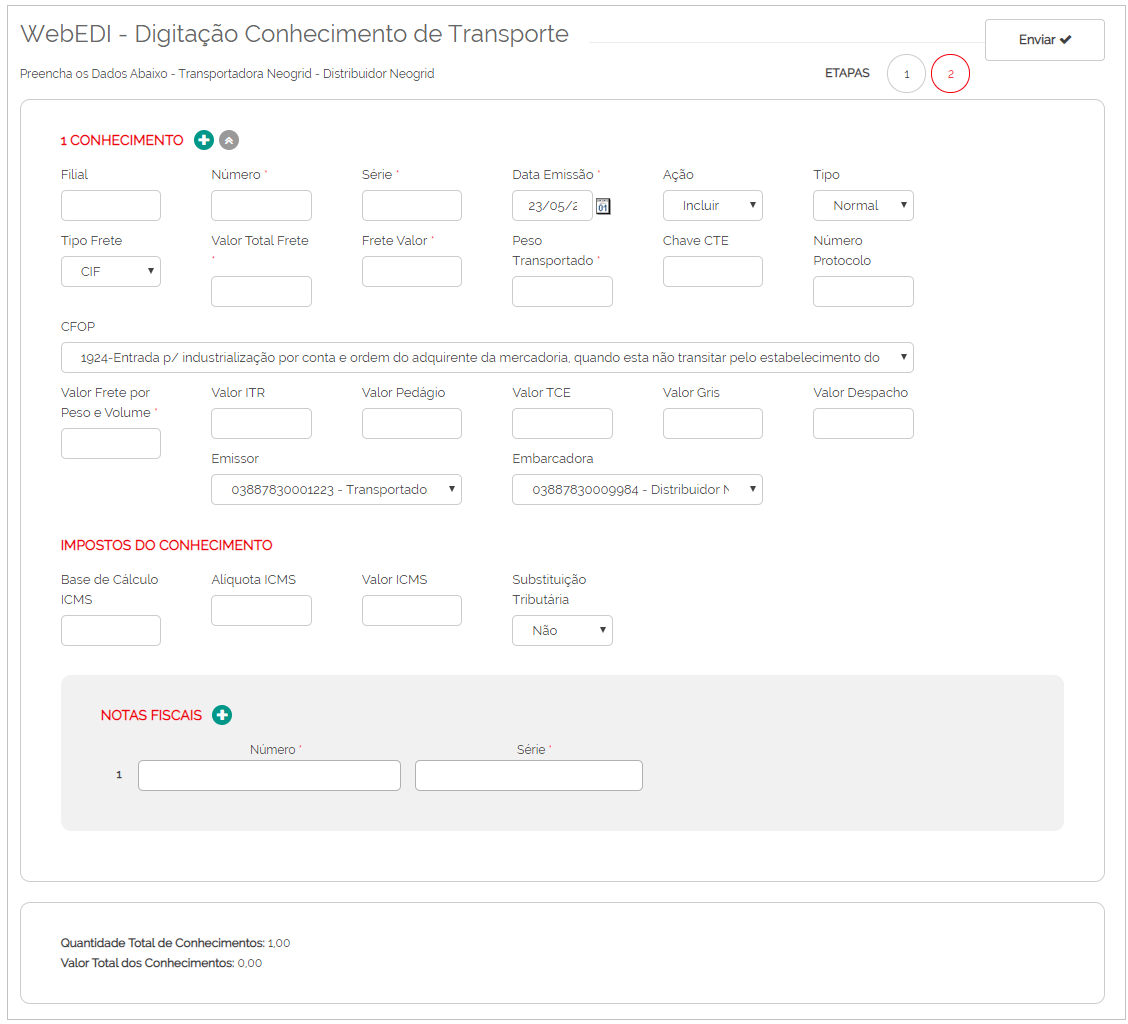 WebEDI - Digitação Conhecimento de Transporte
Enviar
Preencha os Dados Abaixo - Transportadora Neogrid - Distribuidor Neogrid
ETAPAS 1 2
1 CONHECIMENTO
Filial Número * Série * Data Emissão * Ação Tipo
23/05/2 01 Incluir Normal
Tipo Frete Valor Total Frete * Frete Valor * Peso Transportado * Chave CTE Número Protocolo
CIF
CFOP
1924-Entrada p/ industrialização por conta e ordem do adquirente da mercadoria, quando esta não transitar pelo estabelecimento do
Valor Frete por Peso e Volume * Valor ITR Valor Pedágio Valor TCE Valor Gris Valor Despacho
Emissor Embarcadora
03887830001223 - Transportado 03887830009984 - Distribuidor N
IMPOSTOS DO CONHECIMENTO
Base de Cálculo ICMS Alíquota ICMS Valor ICMS Substituição Tributária
Não
NOTAS FISCAIS
Número * Série *
1
Quantidade Total de Conhecimentos: 1,00
Valor Total dos Conhecimentos: 0,00